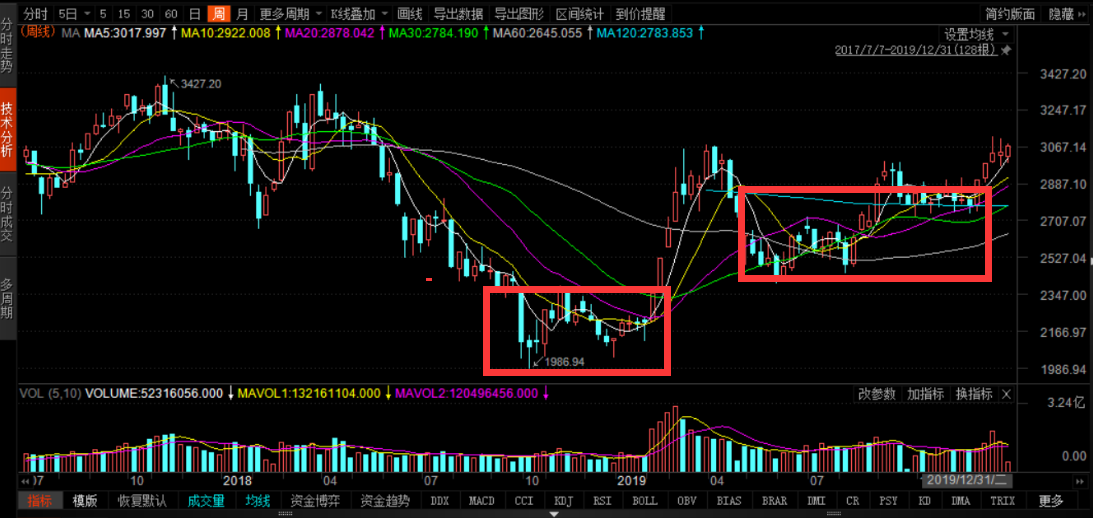 分时 5日 5 15 30 60 日 周 月 更多周期 K线叠加 画线 导出数据 导出图形 区间统计 到价提醒 简约版面 隐藏
(周线) MA MA5:3017.997 ↑ MA10:2922.008 ↑ MA20:2878.042 ↑ MA30:2784.190 ↑ MA60:2645.055 ↑ MA120:2783.853 ↑ 设置均线
2017/7/7-2019/12/31(128根)
分时走势
技术分析
分时成交
多周期
3427.20
1986.94
3427.20
3247.17
3067.14
2887.10
2707.07
2527.04
2347.00
2166.97
1986.94
VOL (5,10) VOLUME:52316056.000 ↓ MAVOL1:132161104.000 ↓ MAVOL2:120496456.000 ↓ 改参数 加指标 换指标 X
3.24亿
0.00
07 10 2018 04 07 10 2019 04 07 2019/12/31/二
指标 模版 恢复默认 成交量 均线 资金博弈 资金趋势 DDX MACD CCI KDJ RSI BOLL OBV BIAS BRAR DMI CR PSY KD DMA TRIX 更多